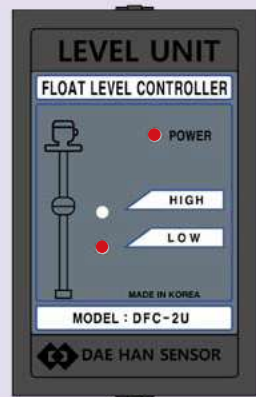 LEVEL UNIT
FLOAT LEVEL CONTROLLER
POWER
HIGH
LOW
MADE IN KOREA
MODEL : DFC-2U
DAE HAN SENSOR